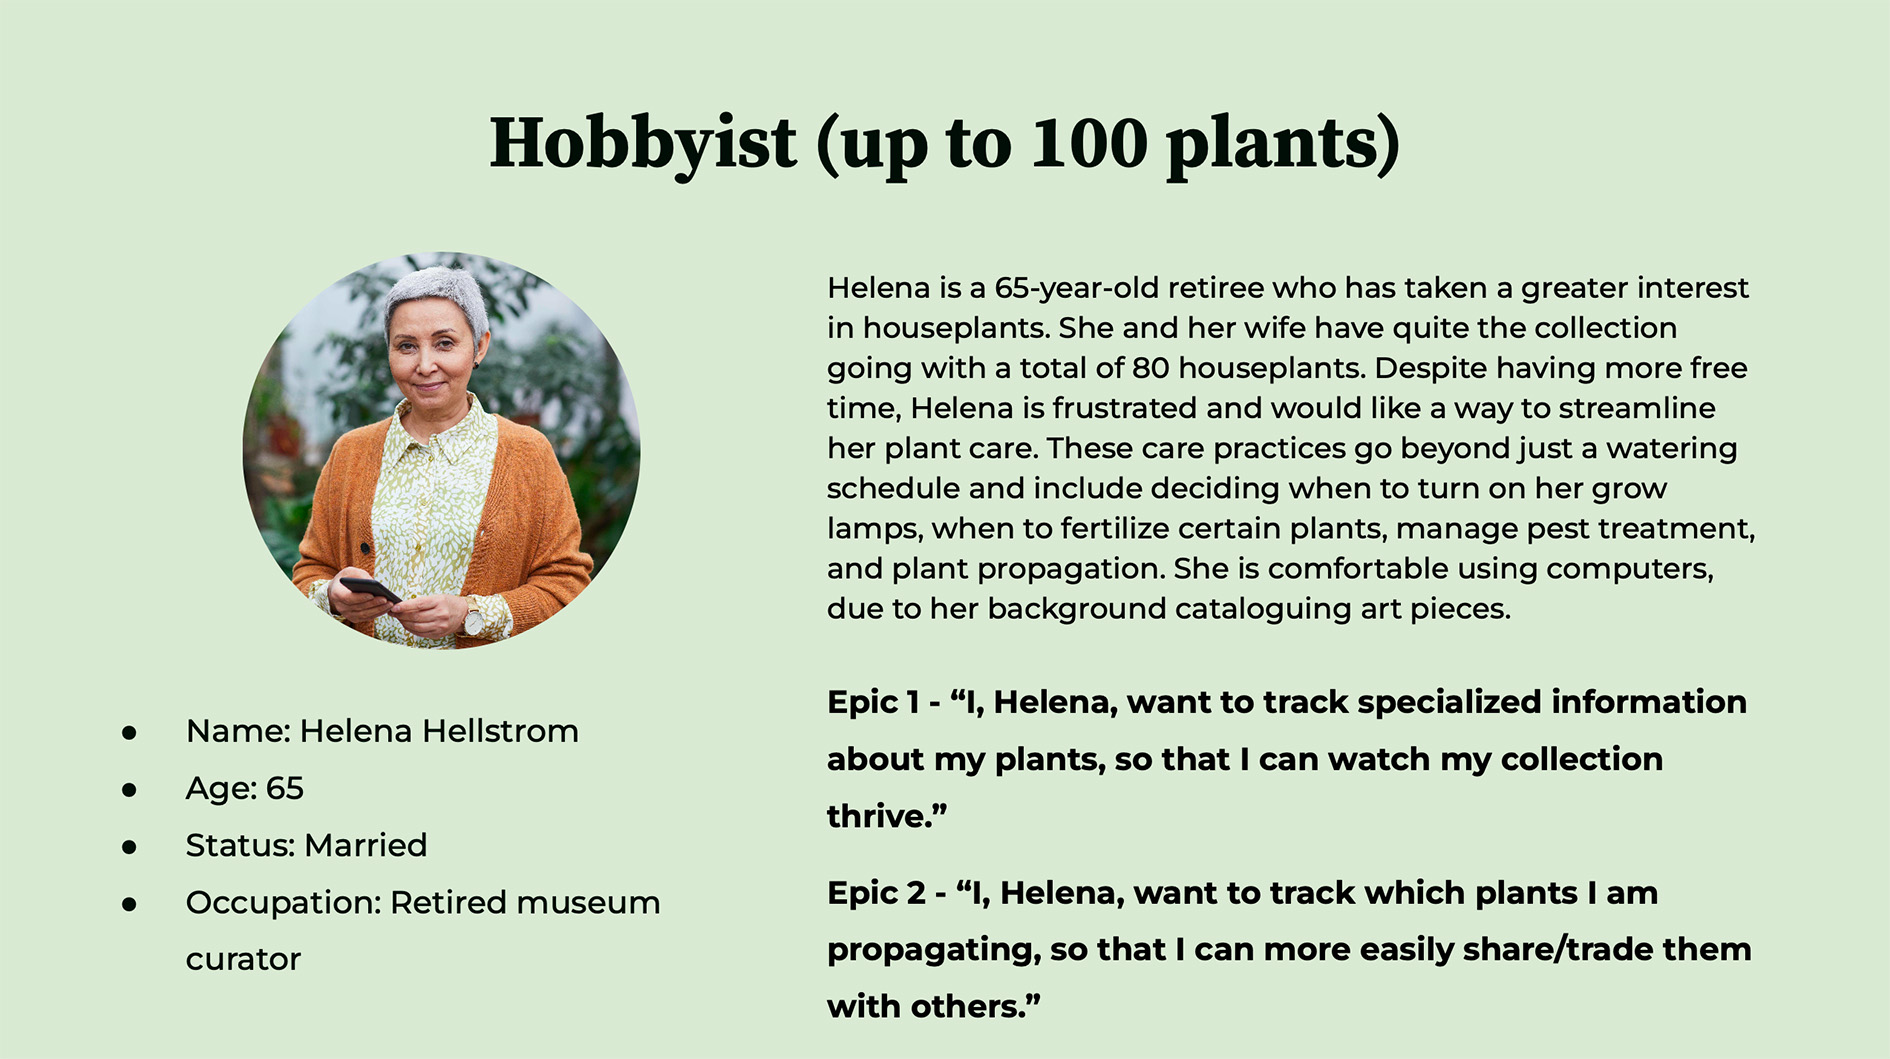 Hobbyist (up to 100 plants)
Helena is a 65-year-old retiree who has taken a greater interest
in houseplants. She and her wife have quite the collection
going with a total of 80 houseplants. Despite having more free
time, Helena is frustrated and would like a way to streamline
her plant care. These care practices go beyond just a watering
schedule and include deciding when to turn on her grow
lamps, when to fertilize certain plants, manage pest treatment,
and plant propagation. She is comfortable using computers,
due to her background cataloguing art pieces.
● Name: Helena Hellstrom
● Age: 65
● Status: Married
● Occupation: Retired museum
curator
Epic 1 - “I, Helena, want to track specialized information
about my plants, so that I can watch my collection
thrive.”
Epic 2 - “I, Helena, want to track which plants I am
propagating, so that I can more easily share/trade them
with others.”